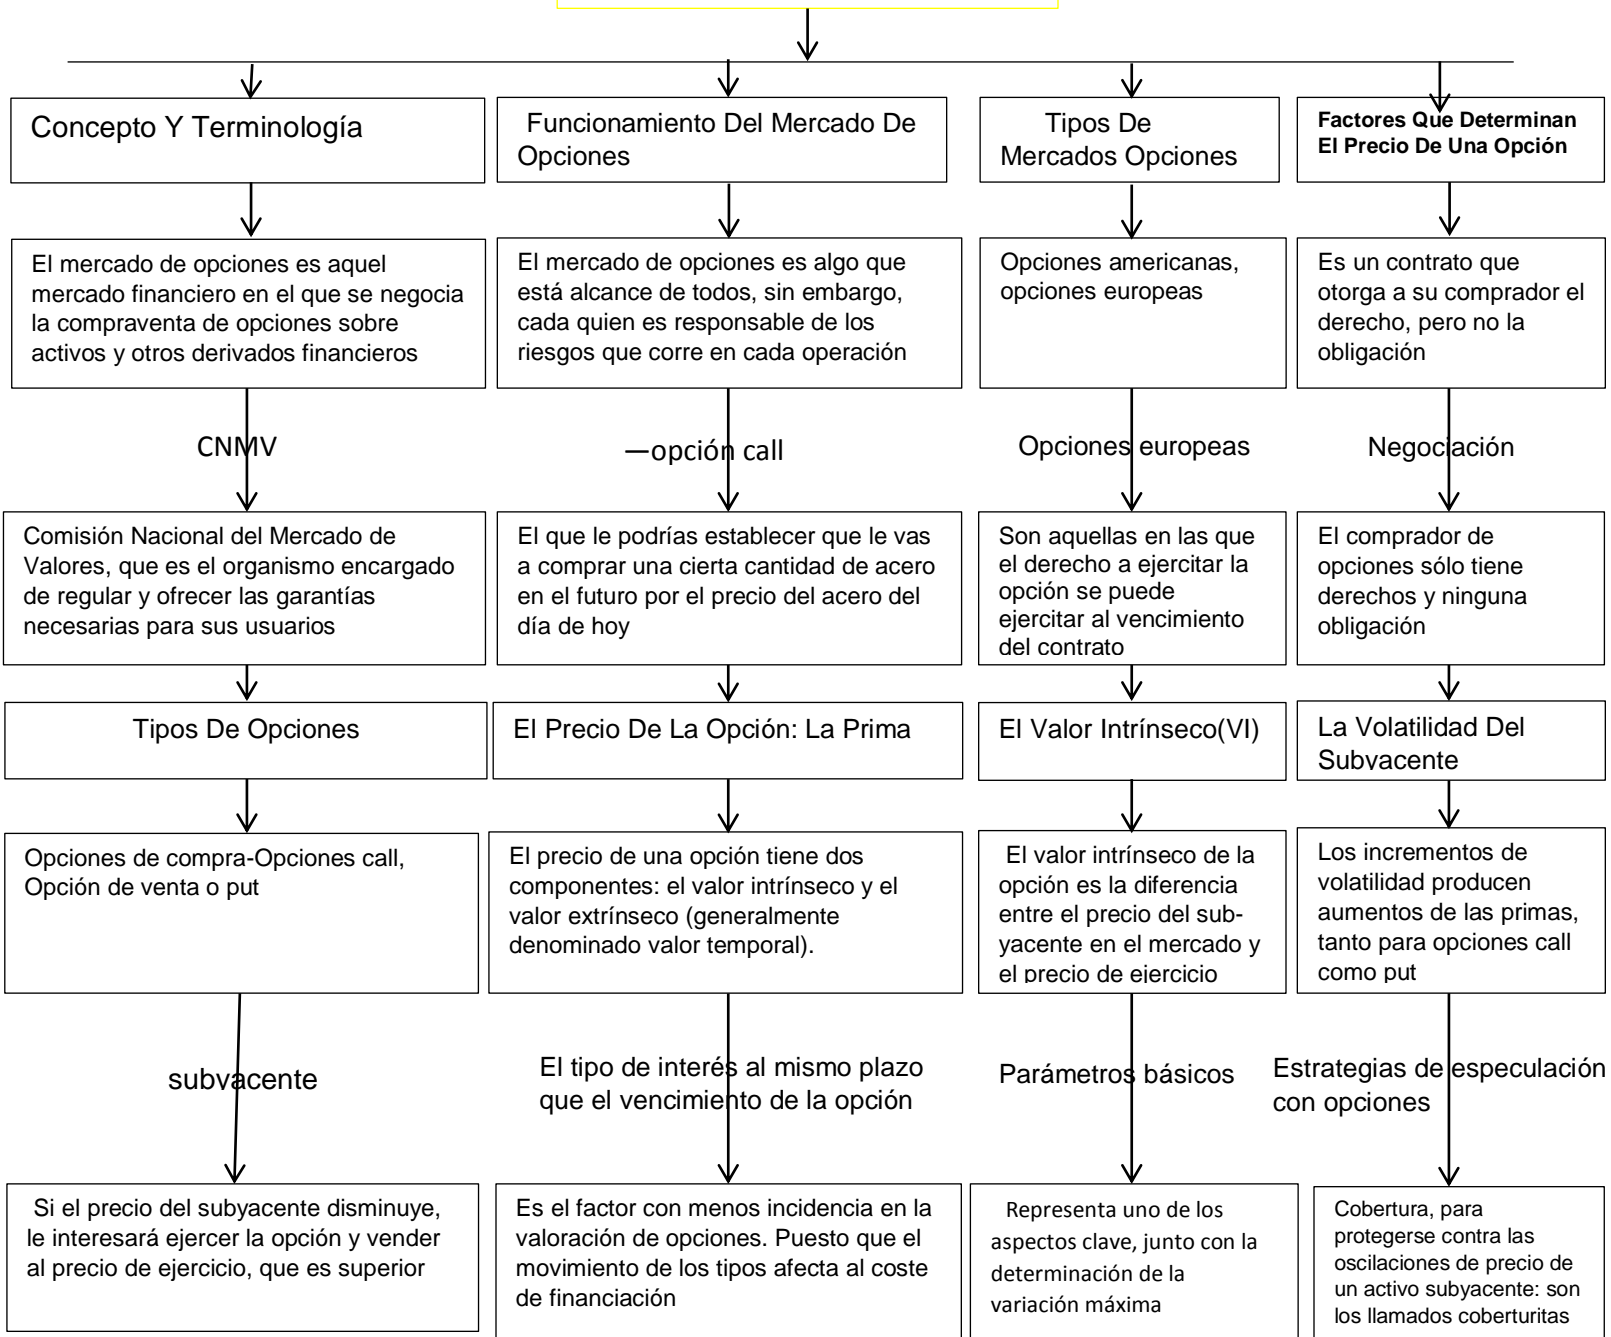 Concepto Y Terminología
Funcionamiento Del Mercado De
Opciones
Tipos De
Mercados Opciones
Factores Que Determinan
El Precio De Una Opción
El mercado de opciones es aquel
mercado financiero en el que se negocia
la compraventa de opciones sobre
activos y otros derivados financieros
El mercado de opciones es algo que
está alcance de todos, sin embargo,
cada quien es responsable de los
riesgos que corre en cada operación
Opciones americanas,
opciones europeas
Es un contrato que
otorga a su comprador el
derecho, pero no la
obligación
CNMV
—opción call
Opciones europeas
Negociación
Comisión Nacional del Mercado de
Valores, que es el organismo encargado
de regular y ofrecer las garantías
necesarias para sus usuarios
El que le podrías establecer que le vas
a comprar una cierta cantidad de acero
en el futuro por el precio del acero del
día de hoy
Son aquellas en las que
el derecho a ejercitar la
opción se puede
ejercitar al vencimiento
del contrato
El comprador de
opciones sólo tiene
derechos y ninguna
obligación
Tipos De Opciones
El Precio De La Opción: La Prima
El Valor Intrínseco(VI)
La Volatilidad Del
Subyacente
Opciones de compra-Opciones call,
Opción de venta o put
El precio de una opción tiene dos
componentes: el valor intrínseco y el
valor extrínseco (generalmente
denominado valor temporal).
El valor intrínseco de la
opción es la diferencia
entre el precio del sub-
yacente en el mercado y
el precio de ejercicio
Los incrementos de
volatilidad producen
aumentos de las primas,
tanto para opciones call
como put
subyacente
El tipo de interés al mismo plazo
que el vencimiento de la opción
Parámetros básicos
Estrategias de especulación
con opciones
Si el precio del subyacente disminuye,
le interesará ejercer la opción y vender
al precio de ejercicio, que es superior
Es el factor con menos incidencia en la
valoración de opciones. Puesto que el
movimiento de los tipos afecta al coste
de financiación
Representa uno de los
aspectos clave, junto con la
determinación de la
variación máxima
Cobertura, para
protegerse contra las
oscilaciones de precio de
un activo subyacente: son
los llamados coberturitas